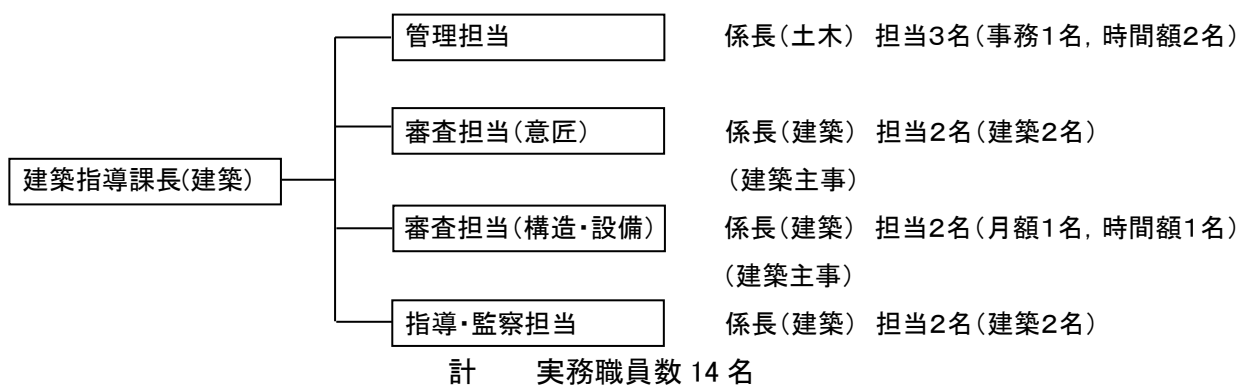 管理担当 係長(土木) 担当3名(事務1名,時間額2名)
審査担当(意匠) 係長(建築) 担当2名(建築2名)
建築指導課長(建築) (建築主事)
審査担当(構造・設備) 係長(建築) 担当2名(月額1名,時間額1名)
(建築主事)
指導・監察担当 係長(建築) 担当2名(建築2名)
計 実務職員数 14 名